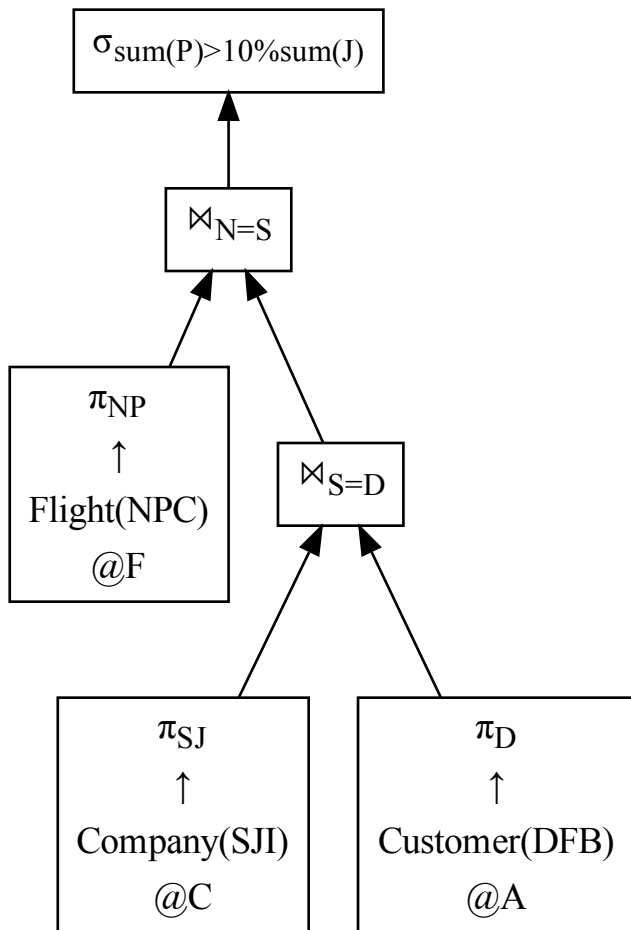 σsum(P)>10%sum(J)
⋈N=S
πNP
↑
Flight(NPC)
@F
⋈S=D
πSJ
↑
Company(SJI)
@C
πD
↑
Customer(DFB)
@A